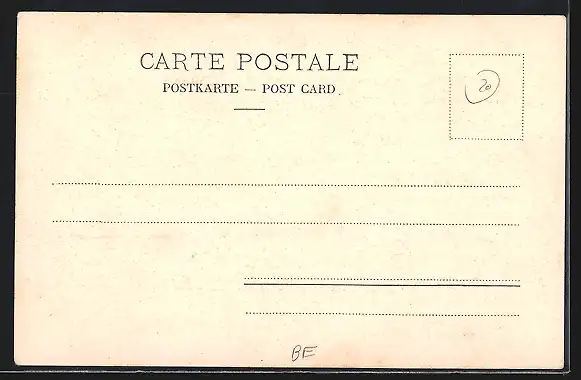 CARTE POSTALE
POSTKARTE — POST CARD.
20
BE